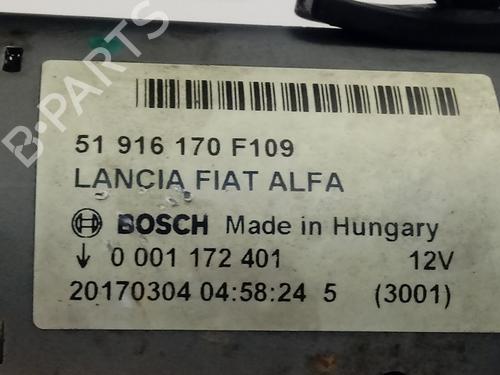 51 916 170 F109
LANCIA FIAT ALFA
BOSCH Made in Hungary
↓ 0 001 172 401 12V
20170304 04:58:24 5 (3001)
B-PARTS